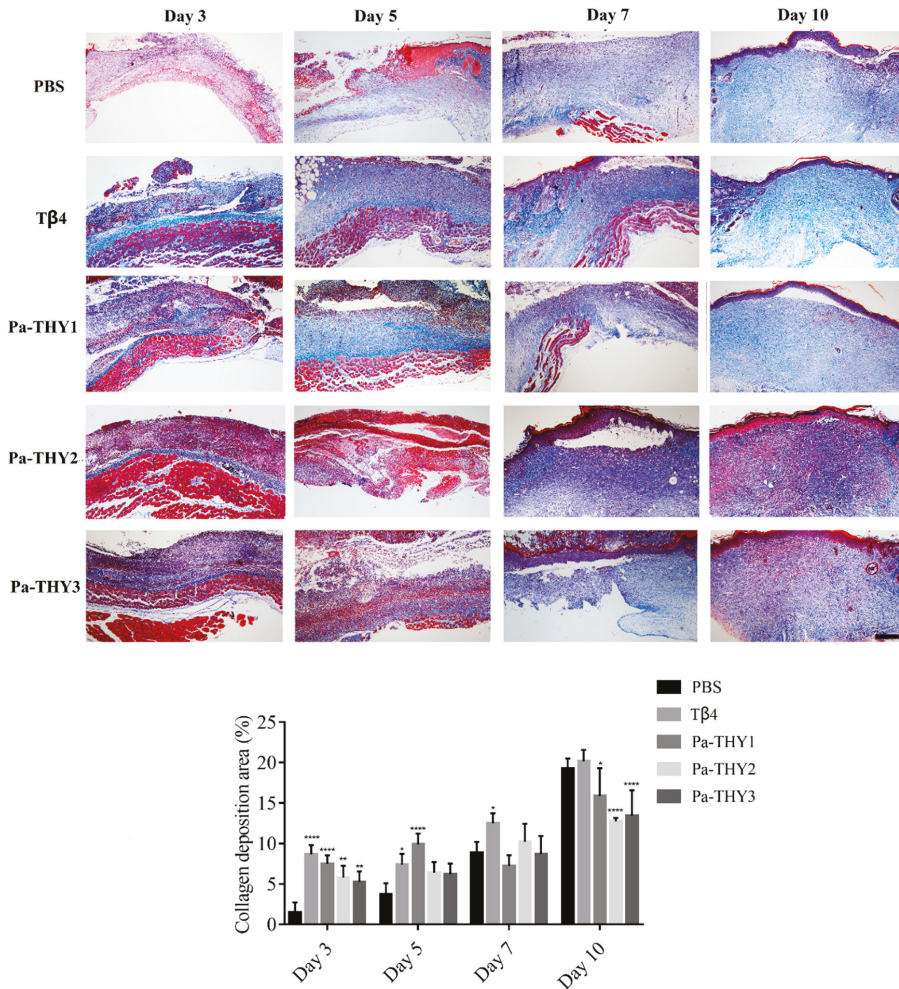 Day 3 Day 5 Day 7 Day 10
PBS
Tβ4
Pa-THY1
Pa-THY2
Pa-THY3
PBS
Tβ4
Pa-THY1
Pa-THY2
Pa-THY3
Collagen deposition area (%)
25
20
15
10
5
0
**** **** ** **
* ****
*
* **** ****
Day 3 Day 5 Day 7 Day 10